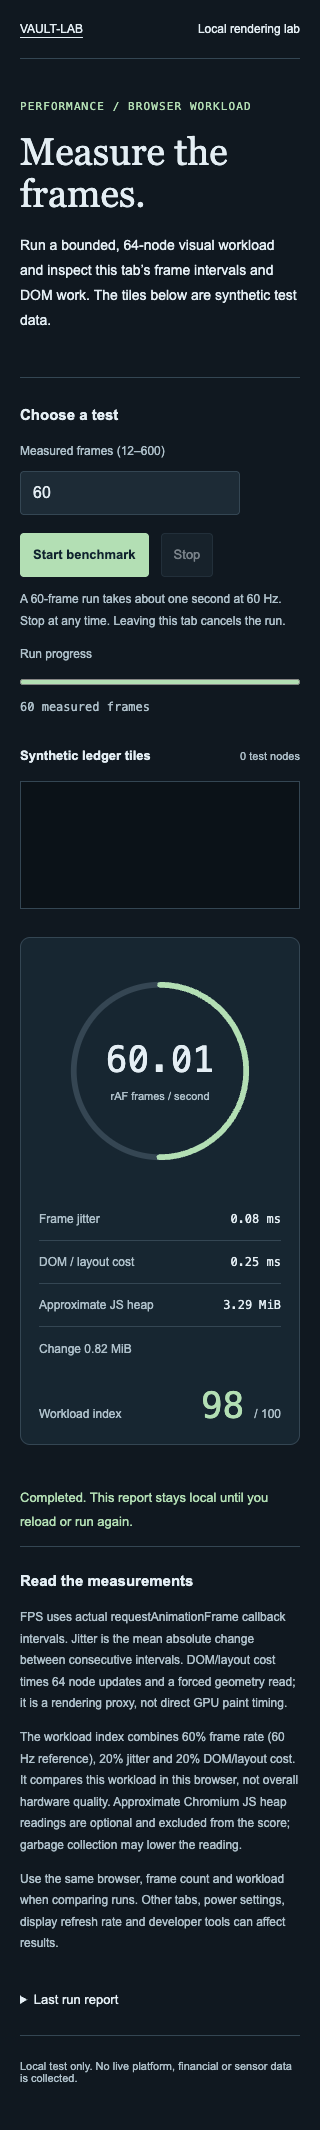 VAULT-LAB
Local rendering lab
PERFORMANCE / BROWSER WORKLOAD
Measure the
frames.
Run a bounded, 64-node visual workload
and inspect this tab’s frame intervals and
DOM work. The tiles below are synthetic test
data.
Choose a test
Measured frames (12–600)
60
Start benchmark
Stop
A 60-frame run takes about one second at 60 Hz.
Stop at any time. Leaving this tab cancels the run.
Run progress
60 measured frames
Synthetic ledger tiles
0 test nodes
60.01
rAF frames / second
Frame jitter
0.08 ms
DOM / layout cost
0.25 ms
Approximate JS heap
3.29 MiB
Change 0.82 MiB
Workload index
98 / 100
Completed. This report stays local until you
reload or run again.
Read the measurements
FPS uses actual requestAnimationFrame callback
intervals. Jitter is the mean absolute change
between consecutive intervals. DOM/layout cost
times 64 node updates and a forced geometry read;
it is a rendering proxy, not direct GPU paint timing.
The workload index combines 60% frame rate (60
Hz reference), 20% jitter and 20% DOM/layout cost.
It compares this workload in this browser, not overall
hardware quality. Approximate Chromium JS heap
readings are optional and excluded from the score;
garbage collection may lower the reading.
Use the same browser, frame count and workload
when comparing runs. Other tabs, power settings,
display refresh rate and developer tools can affect
results.
Last run report
Local test only. No live platform, financial or sensor data
is collected.